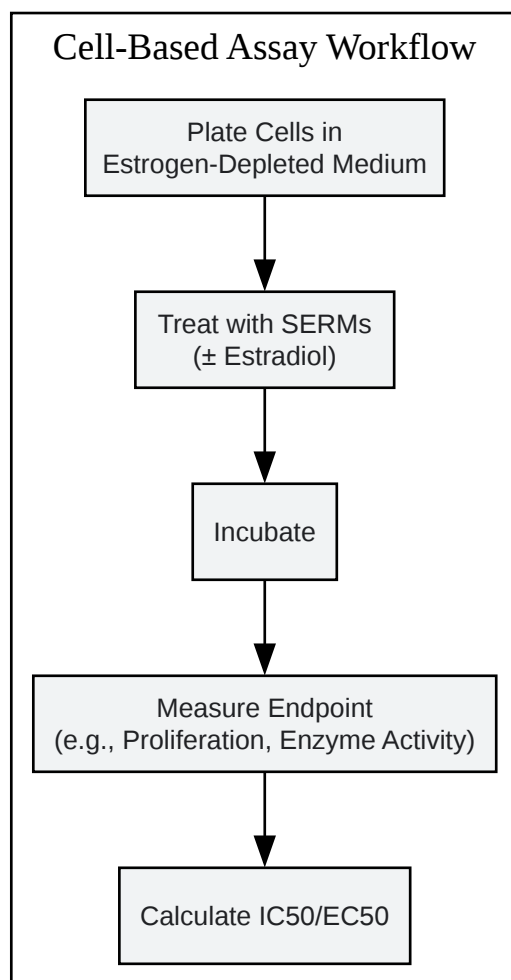 Cell-Based Assay Workflow
Plate Cells in
Estrogen-Depleted Medium
Treat with SERMs
(± Estradiol)
Incubate
Measure Endpoint
(e.g., Proliferation, Enzyme Activity)
Calculate IC50/EC50